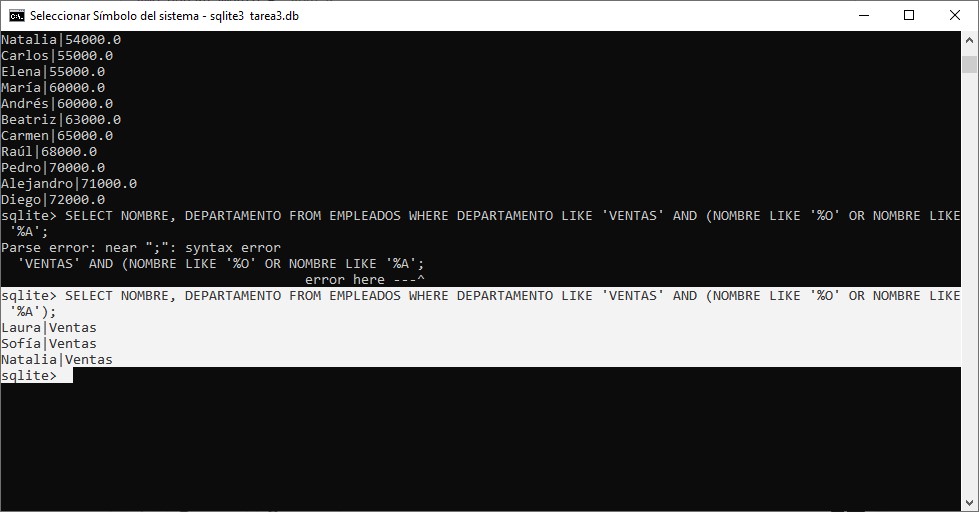 Seleccionar Símbolo del sistema - sqlite3  tarea3.db
Natalia|54000.0
Carlos|55000.0
Elena|55000.0
María|60000.0
Andrés|60000.0
Beatriz|63000.0
Carmen|65000.0
Raúl|68000.0
Pedro|70000.0
Alejandro|71000.0
Diego|72000.0
sqlite> SELECT NOMBRE, DEPARTAMENTO FROM EMPLEADOS WHERE DEPARTAMENTO LIKE 'VENTAS' AND (NOMBRE LIKE '%O' OR NOMBRE LIKE
 '%A';
Parse error: near ";": syntax error
  'VENTAS' AND (NOMBRE LIKE '%O' OR NOMBRE LIKE '%A';
                                      error here ---^
sqlite> SELECT NOMBRE, DEPARTAMENTO FROM EMPLEADOS WHERE DEPARTAMENTO LIKE 'VENTAS' AND (NOMBRE LIKE '%O' OR NOMBRE LIKE
 '%A');
Laura|Ventas
Sofía|Ventas
Natalia|Ventas
sqlite>